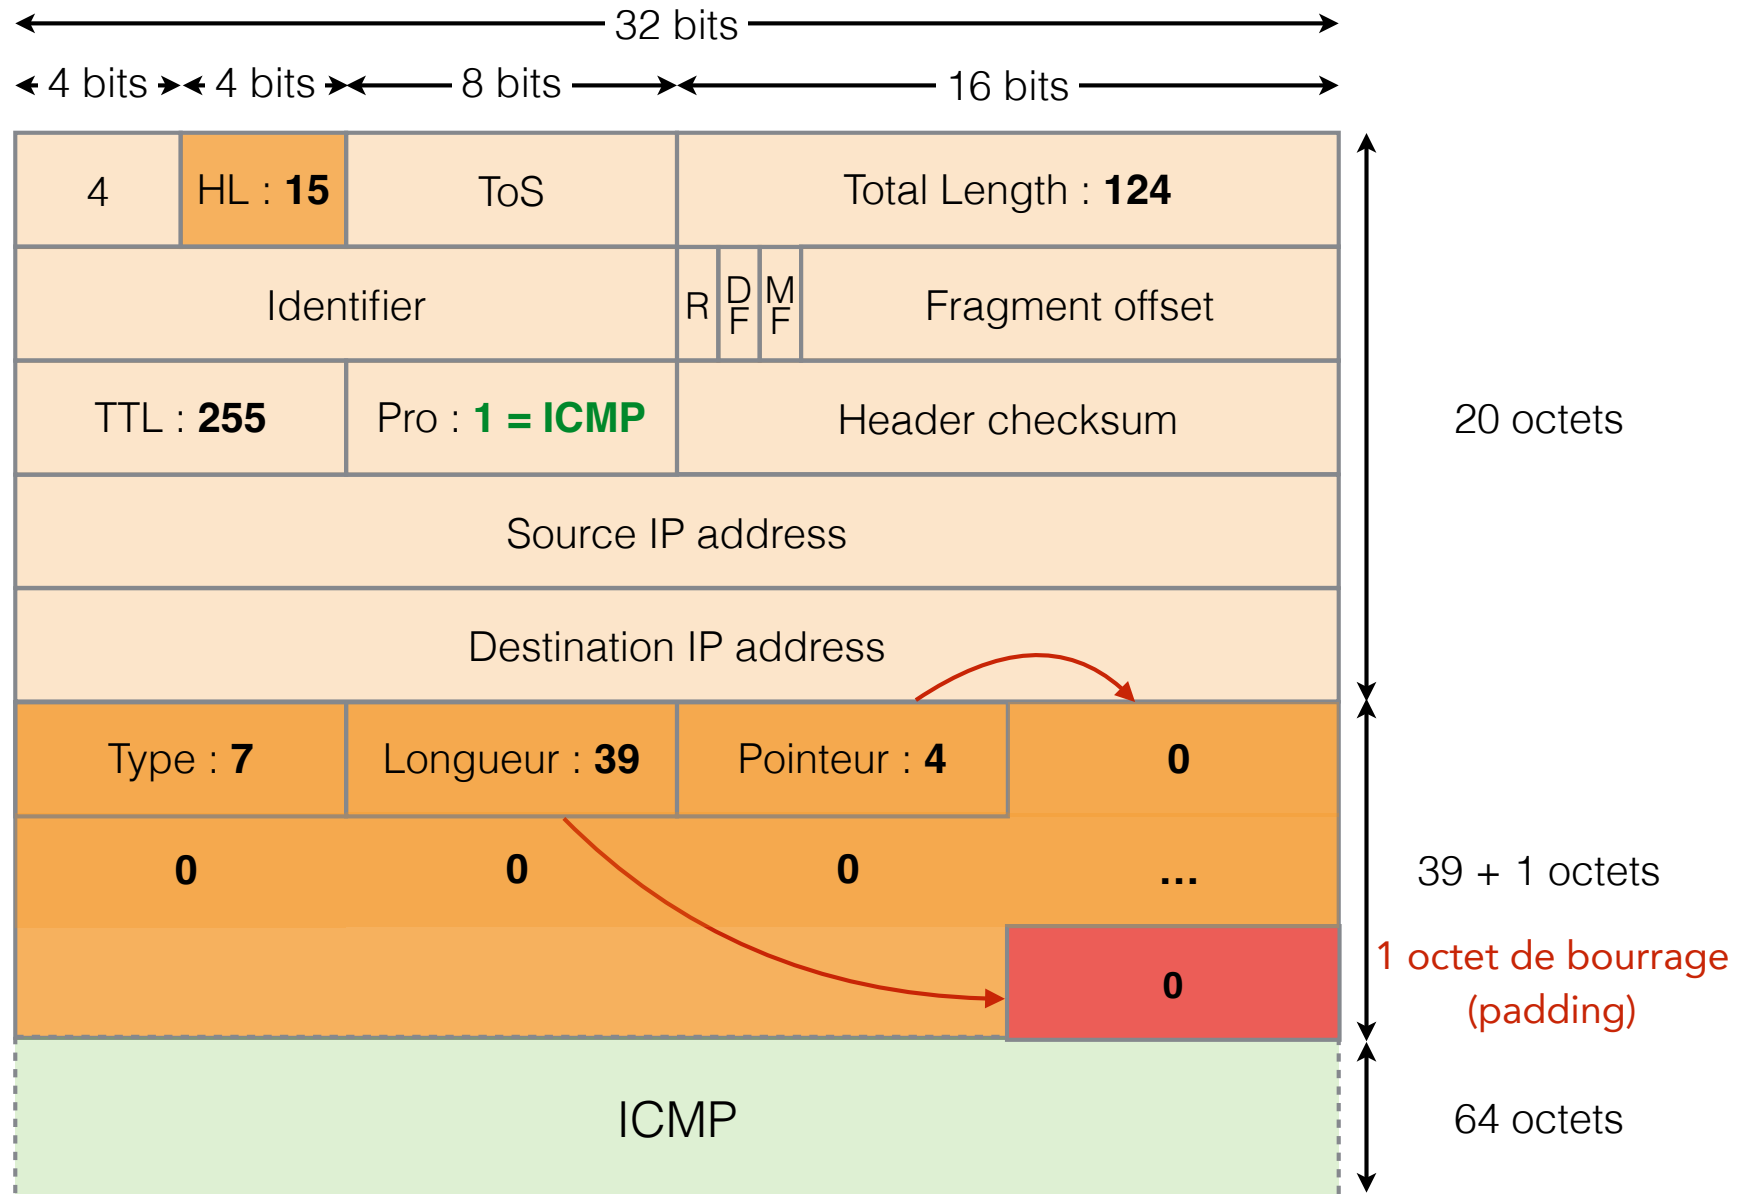 32 bits
4 bits 4 bits 8 bits 16 bits
4 HL : 15 ToS Total Length : 124
Identifier R DF MF Fragment offset
TTL : 255 Pro : 1 = ICMP Header checksum
20 octets
Source IP address
Destination IP address
Type : 7 Longueur : 39 Pointeur : 4 0
0 0 0 ...
39 + 1 octets
1 octet de bourrage
(padding)
0
ICMP
64 octets